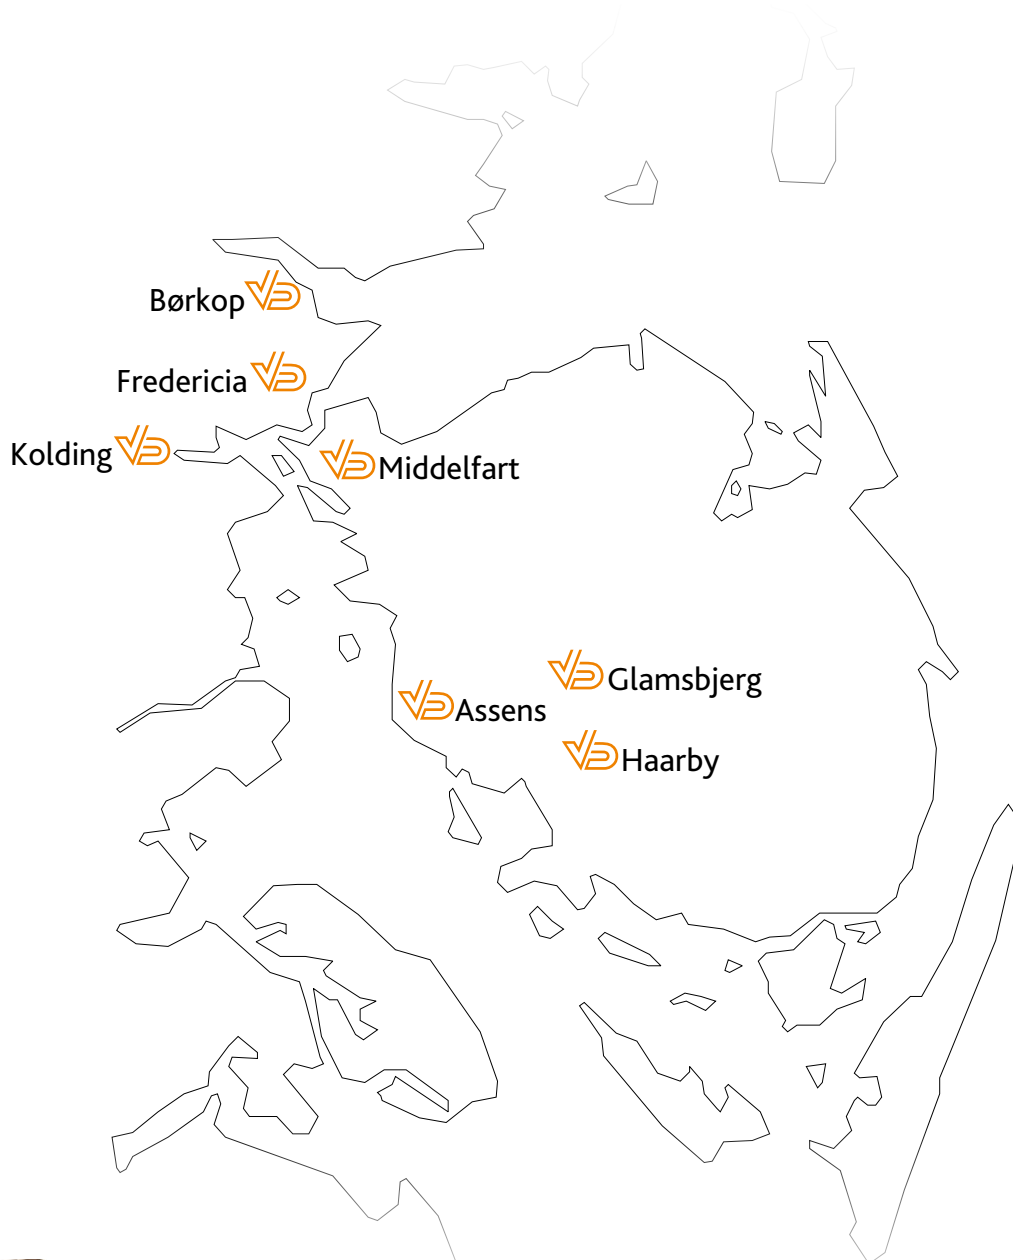 Børkop
Fredericia
Kolding
Middelfart
Glamsbjerg
Assens
Haarby